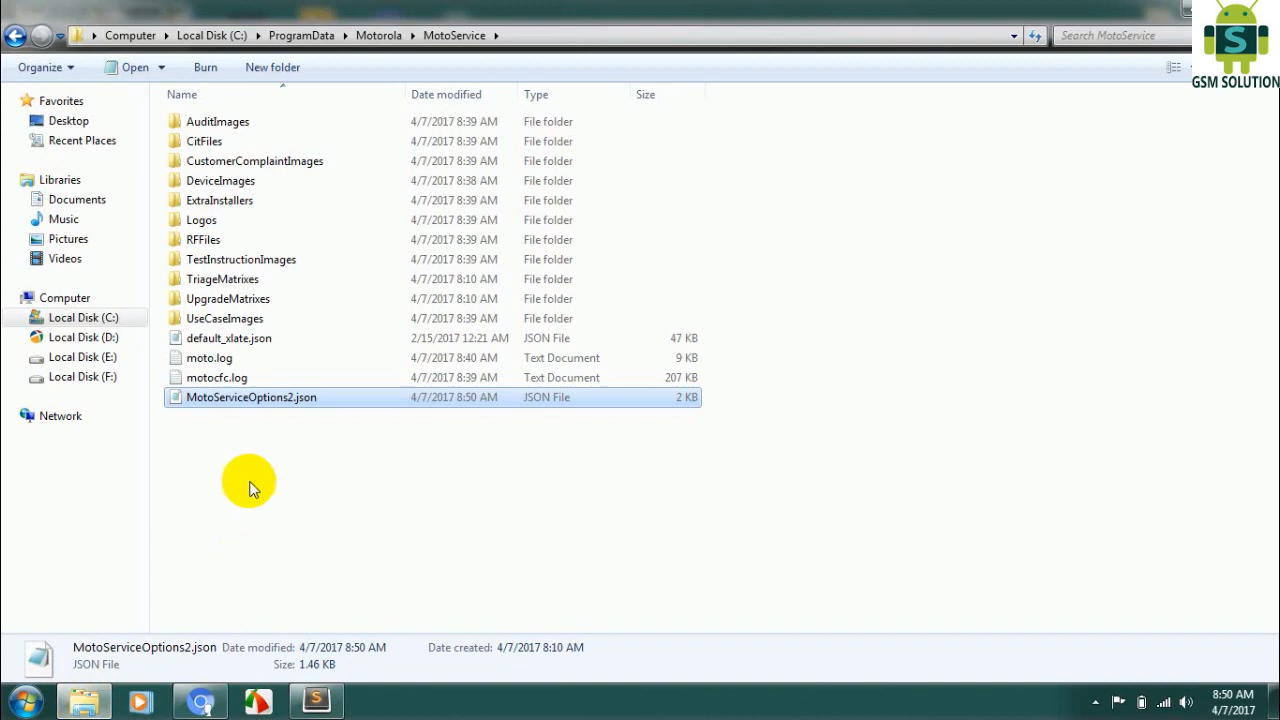 Computer Local Disk (C:) ProgramData Motorola MotoService Search MotoService
S
GSM SOLUTION
Organize Open Burn New folder
Name Date modified Type Size
Favorites
Desktop
Recent Places
Libraries
Documents
Music
Pictures
Videos
Computer
Local Disk (C:)
Local Disk (D:)
Local Disk (E:)
Local Disk (F:)
Network
AuditImages 4/7/2017 8:39 AM File folder
CitFiles 4/7/2017 8:39 AM File folder
CustomerComplaintImages 4/7/2017 8:39 AM File folder
DeviceImages 4/7/2017 8:38 AM File folder
ExtraInstallers 4/7/2017 8:39 AM File folder
Logos 4/7/2017 8:39 AM File folder
RFFiles 4/7/2017 8:39 AM File folder
TestInstructionImages 4/7/2017 8:39 AM File folder
TriageMatrixes 4/7/2017 8:10 AM File folder
UpgradeMatrixes 4/7/2017 8:10 AM File folder
UseCaseImages 4/7/2017 8:39 AM File folder
default_xlate.json 2/15/2017 12:21 AM JSON File 47 KB
moto.log 4/7/2017 8:40 AM Text Document 9 KB
motocfc.log 4/7/2017 8:39 AM Text Document 207 KB
MotoServiceOptions2.json 4/7/2017 8:50 AM JSON File 2 KB
MotoServiceOptions2.json Date modified: 4/7/2017 8:50 AM Date created: 4/7/2017 8:10 AM
JSON File Size: 1.46 KB
S
8:50 AM
4/7/2017